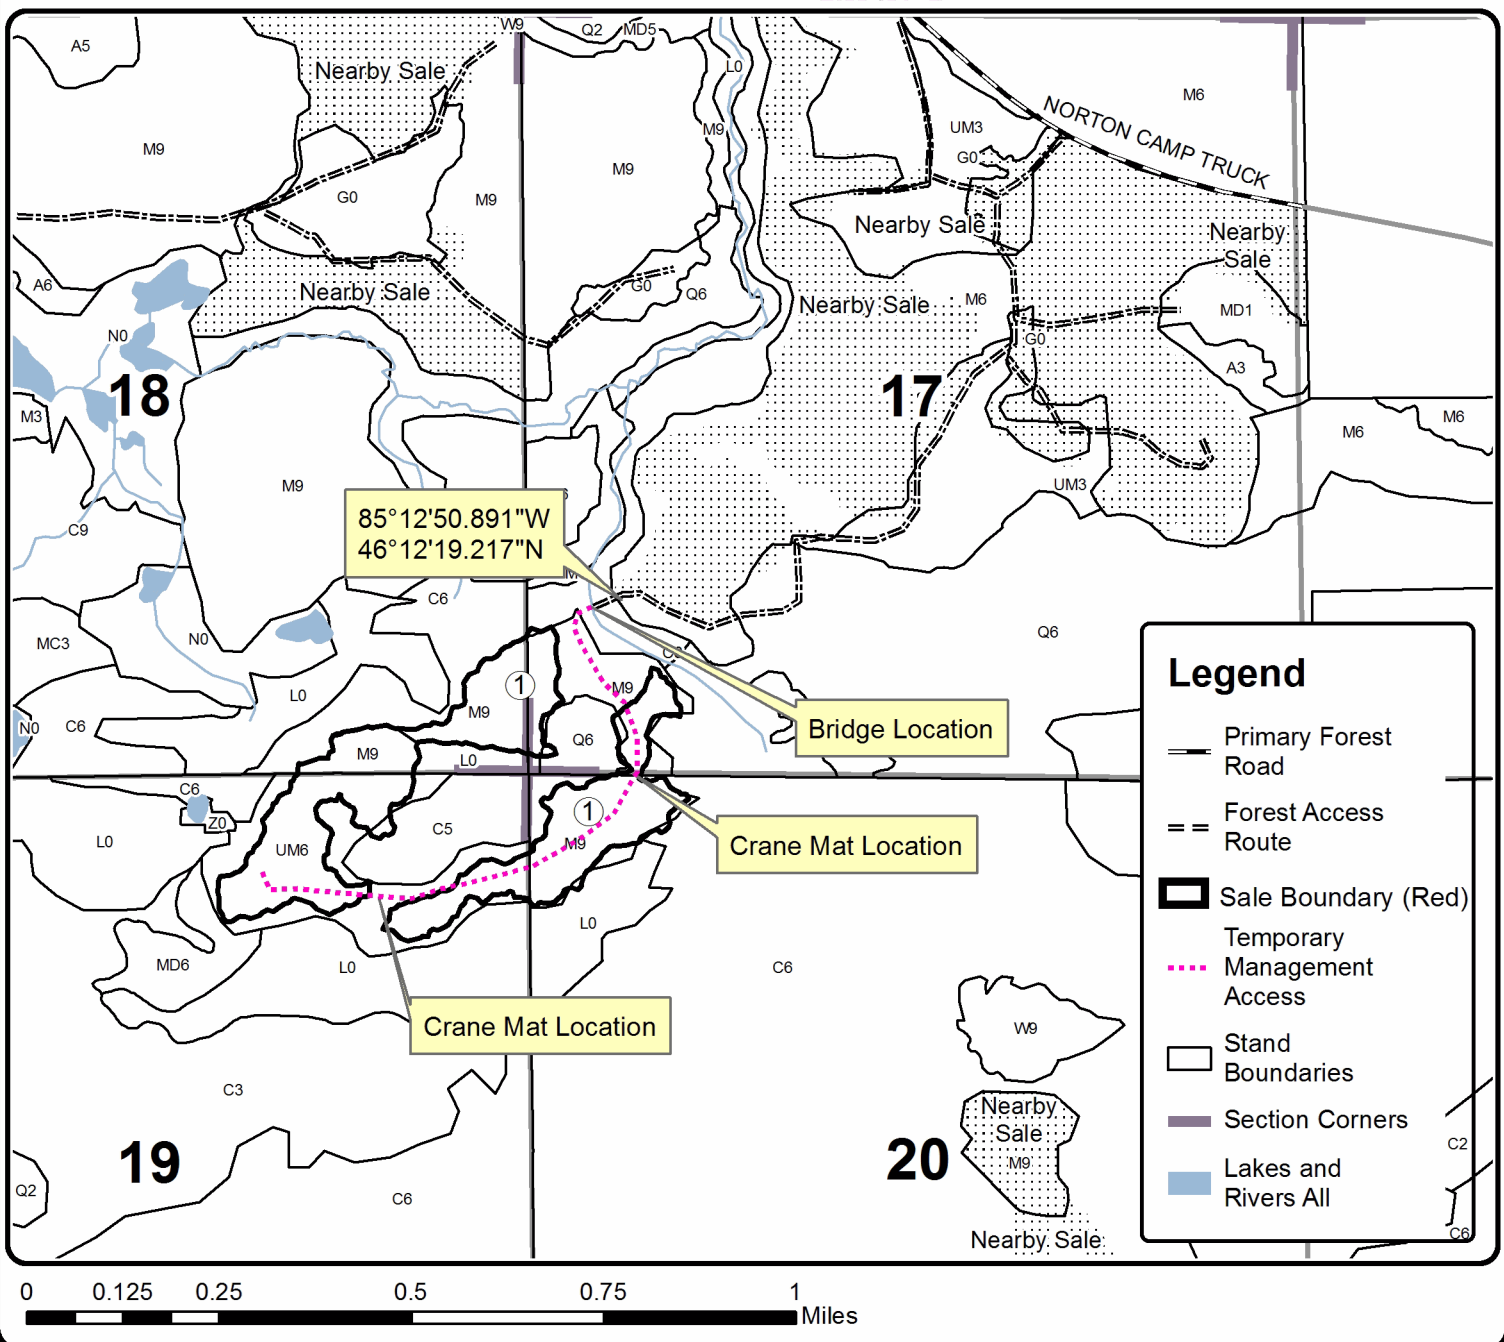 W9
Q2
MD5
A5
Nearby Sale
L0
M6
NORTON CAMP TRUCK
M9
UM3
M9
G0
M9
G0
M9
Nearby Sale
Nearby
Sale
A6
Nearby Sale
G0
Q6
Nearby Sale
M6
MD1
N0
G0
A3
18
17
M3
M6
M6
M9
UM3
85°12'50.891"W
46°12'19.217"N
C9
C6
MC3
N0
Q6
L0
M9
1
M9
N0
C6
Bridge Location
Q6
M9
L0
C6
Z0
1
L0
C5
M9
UM6
Crane Mat Location
L0
MD6
L0
C6
Crane Mat Location
W9
C3
Nearby
Sale
M9
19
20
Q2
C6
Nearby Sale
C2
C6
Legend
Primary Forest
Road
Forest Access
Route
Sale Boundary (Red)
Temporary
Management
Access
Stand
Boundaries
Section Corners
Lakes and
Rivers All
0
0.125
0.25
0.5
0.75
1
Miles